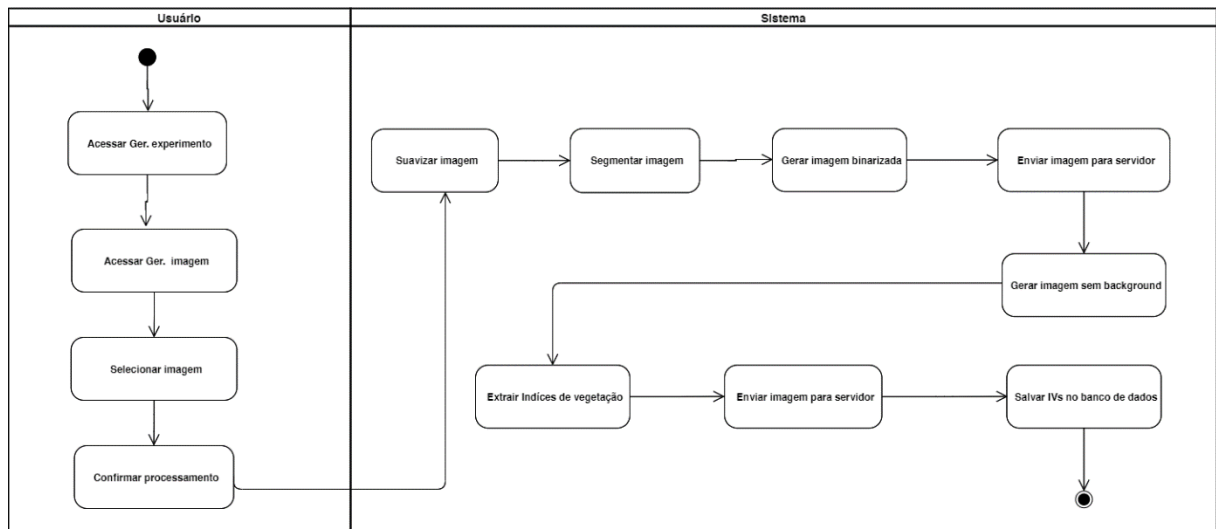 Usuário
Sistema
Acessar Ger. experimento
Acessar Ger. imagem
Selecionar imagem
Confirmar processamento
Suavizar imagem
Segmentar imagem
Gerar imagem binarizada
Enviar imagem para servidor
Gerar imagem sem background
Extrair Indíces de vegetação
Enviar imagem para servidor
Salvar IVs no banco de dados